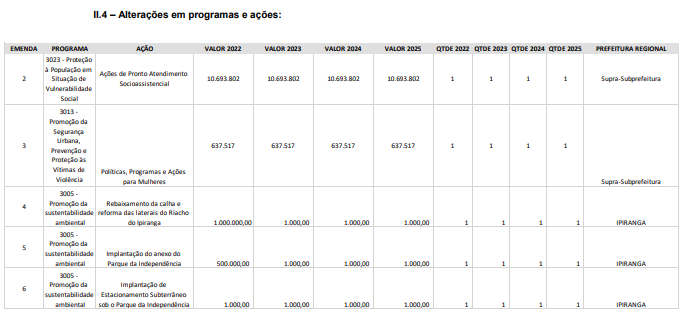 II.4 – Alterações em programas e ações:
EMENDA PROGRAMA AÇÃO VALOR 2022 VALOR 2023 VALOR 2024 VALOR 2025 QTDE 2022 QTDE 2023 QTDE 2024 QTDE 2025 PREFEITURA REGIONAL
3023 - Proteção
à População em
2 Situação de Ações de Pronto Atendimento 10.693.802 10.693.802 10.693.802 10.693.802 1 1 1 1 Supra-Subprefeitura
Vulnerabilidade Socioassistencial
Social
3013 -
Promoção da
Segurança
Urbana,
3 Prevenção e 637.517 637.517 637.517 637.517 1 1 1 1
Proteção às
Vítimas de Políticas, Programas e Ações
Violência para Mulheres Supra-Subprefeitura
3005 -
4 Promoção da Rebaixamento da calha e
sustentabilidade reforma das laterais do Riacho
ambiental do Ipiranga 1.000.000,00 1.000,00 1.000,00 1.000,00 1 1 1 1 IPIRANGA
3005 -
5 Promoção da
sustentabilidade Implantação do anexo do
ambiental Parque da Independência 500.000,00 1.000,00 1.000,00 1.000,00 1 1 1 1 IPIRANGA
3005 -
6 Promoção da Implantação de
sustentabilidade Estacionamento Subterrâneo
ambiental sob o Parque da Independência 1.000,00 1.000,00 1.000,00 1.000,00 1 1 1 1 IPIRANGA